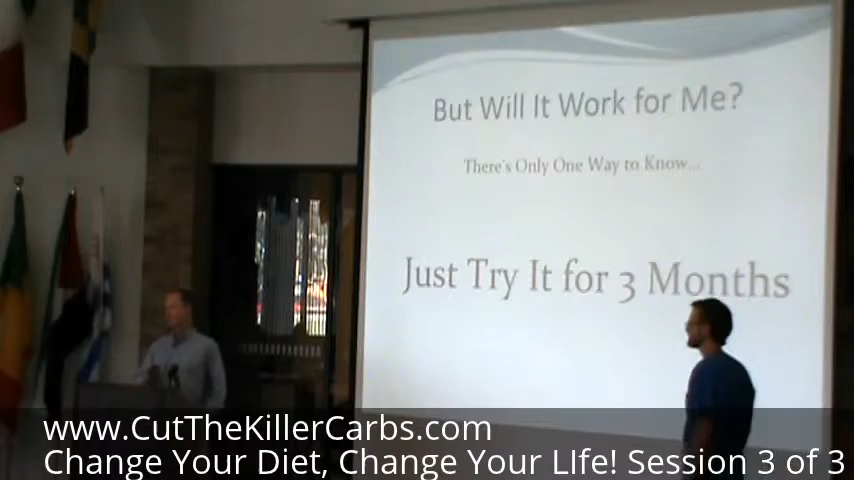 But Will It Work for Me?
There's Only One Way to Know...
Just Try It for 3 Months
www.CutTheKillerCarbs.com
Change Your Diet, Change Your LIfe! Session 3 of 3